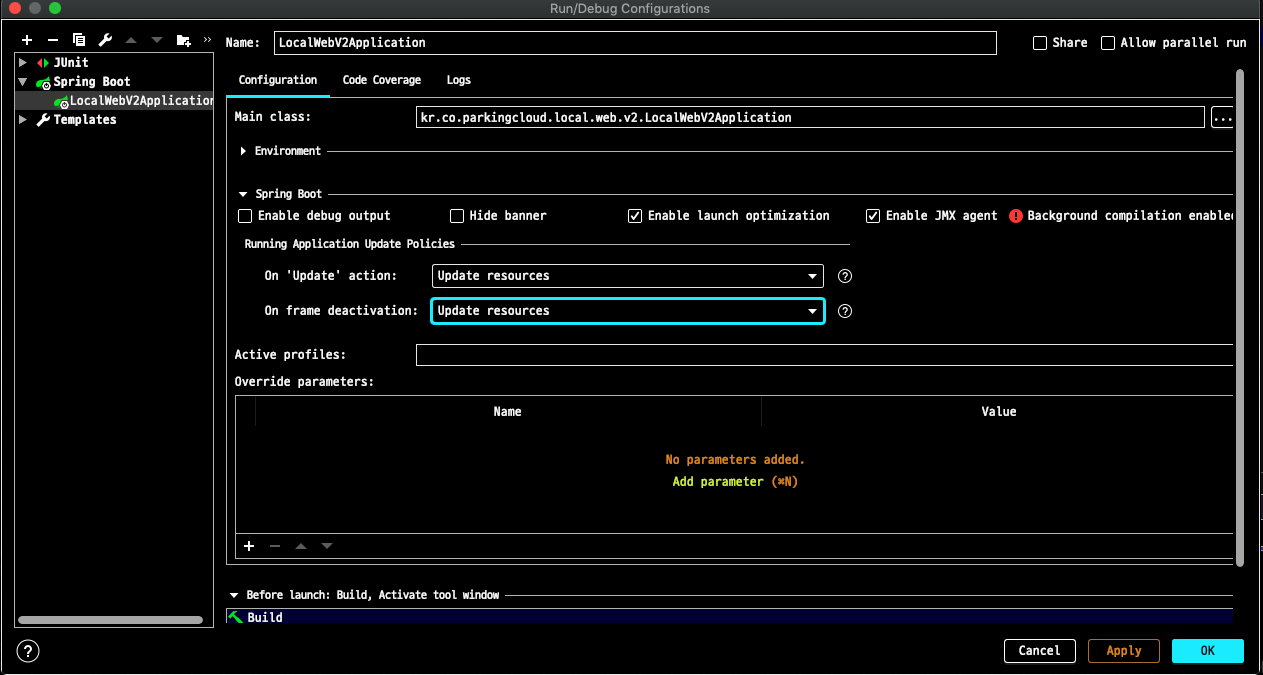 Run/Debug Configurations
Name: LocalWebV2Application
Share
Allow parallel run
JUnit
Spring Boot
LocalWebV2Application
Templates
Configuration Code Coverage Logs
Main class: kr.co.parkingcloud.local.web.v2.LocalWebV2Application ...
Environment
Spring Boot
Enable debug output Hide banner Enable launch optimization Enable JMX agent Background compilation enabled
Running Application Update Policies
On 'Update' action: Update resources
On frame deactivation: Update resources
Active profiles:
Override parameters:
Name Value
No parameters added.
Add parameter (⌘N)
Before launch: Build, Activate tool window
Build
Cancel Apply OK